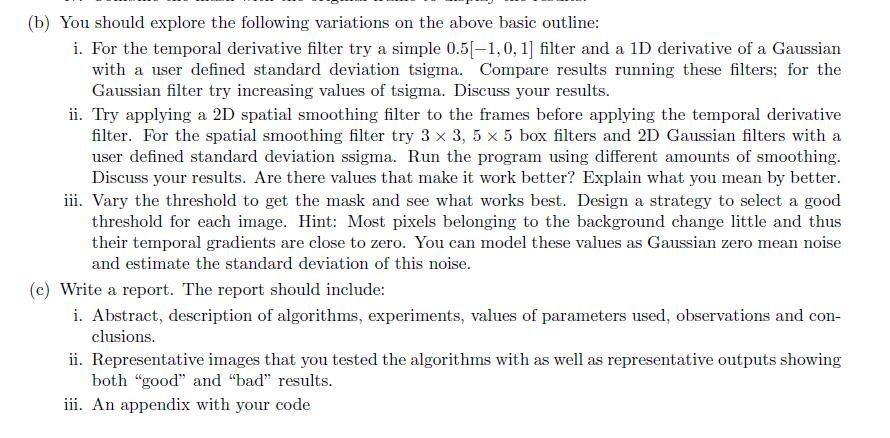 (b) You should explore the following variations on the above basic outline:
i. For the temporal derivative filter try a simple 0.5[−1, 0, 1] filter and a 1D derivative of a Gaussian
with a user defined standard deviation tsigma. Compare results running these filters; for the
Gaussian filter try increasing values of tsigma. Discuss your results.
ii. Try applying a 2D spatial smoothing filter to the frames before applying the temporal derivative
filter. For the spatial smoothing filter try 3 × 3, 5 × 5 box filters and 2D Gaussian filters with a
user defined standard deviation ssigma. Run the program using different amounts of smoothing.
Discuss your results. Are there values that make it work better? Explain what you mean by better.
iii. Vary the threshold to get the mask and see what works best. Design a strategy to select a good
threshold for each image. Hint: Most pixels belonging to the background change little and thus
their temporal gradients are close to zero. You can model these values as Gaussian zero mean noise
and estimate the standard deviation of this noise.
(c) Write a report. The report should include:
i. Abstract, description of algorithms, experiments, values of parameters used, observations and con-
clusions.
ii. Representative images that you tested the algorithms with as well as representative outputs showing
both “good” and “bad” results.
iii. An appendix with your code